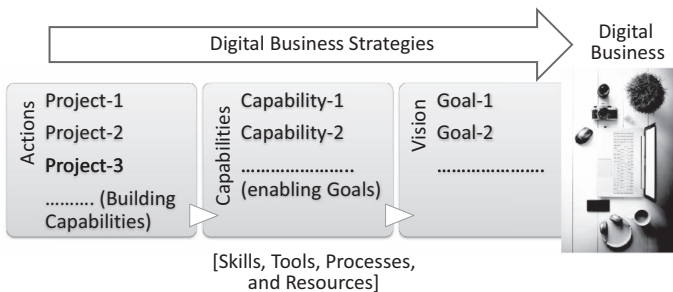 Digital Business Strategies
Digital
Business
Actions
Project-1
Project-2
Project-3
.......... (Building
Capabilities)
Capabilities
Capability-1
Capability-2
......................
(enabling Goals)
Vision
Goal-1
Goal-2
.....................
[Skills, Tools, Processes,
and Resources]